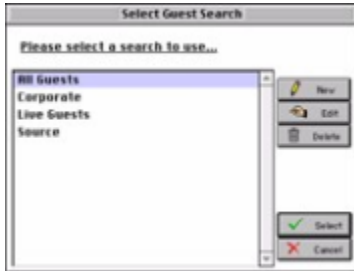 Select Guest Search
Please select a search to use...
All Guests
Corporate
Live Guests
Source
New
Edit
Delete
Select
Cancel